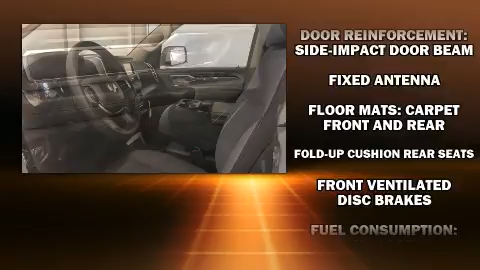 DOOR REINFORCEMENT:
SIDE-IMPACT DOOR BEAM
FIXED ANTENNA
FLOOR MATS: CARPET
FRONT AND REAR
FOLD-UP CUSHION REAR SEATS
FRONT VENTILATED
DISC BRAKES
FUEL CONSUMPTION: